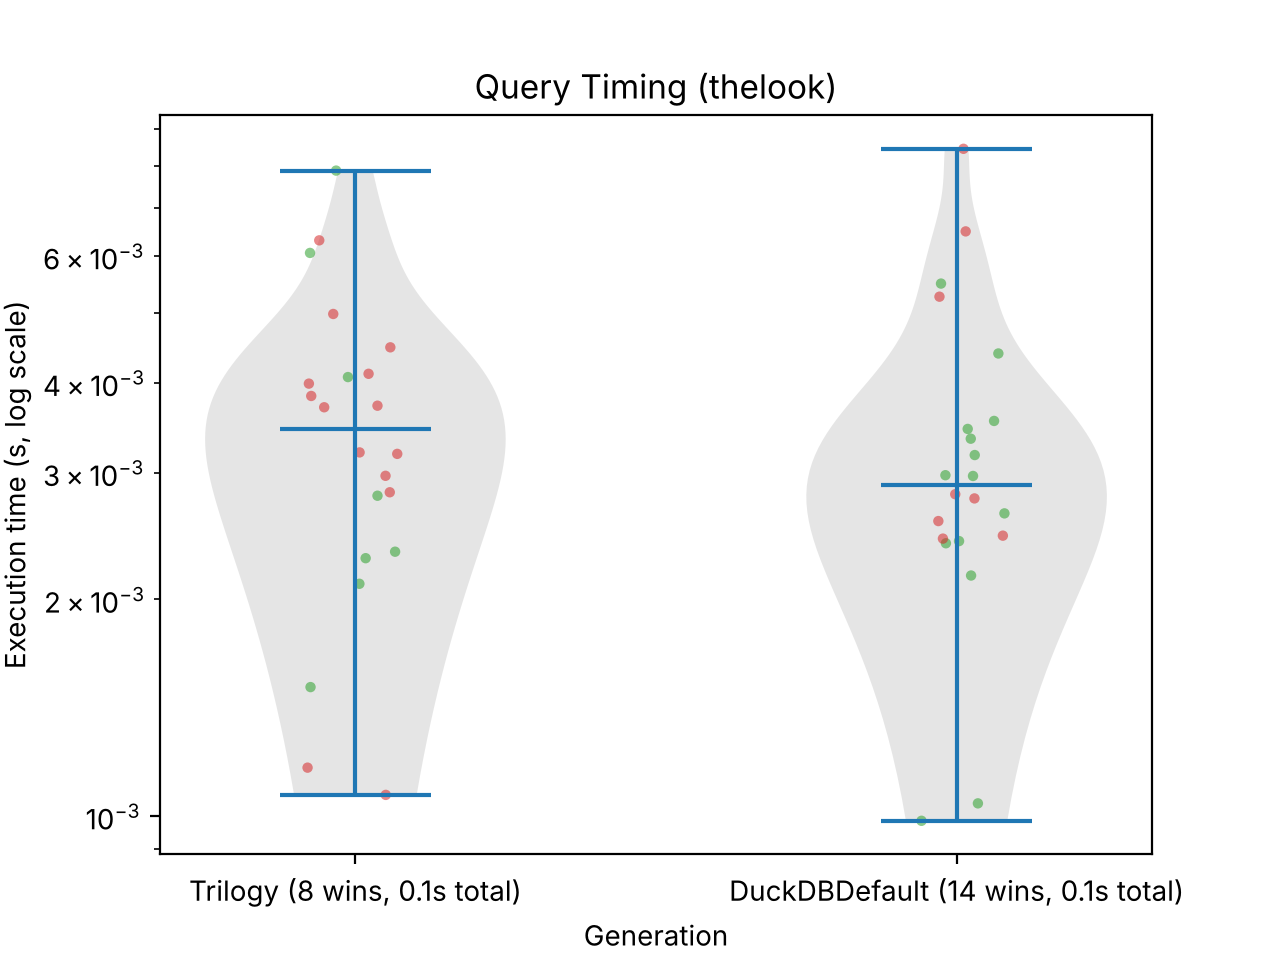 Query Timing (thelook)
Execution time (s, log scale)
6 × 10⁻³
4 × 10⁻³
3 × 10⁻³
2 × 10⁻³
10⁻³
Trilogy (8 wins, 0.1s total)
DuckDBDefault (14 wins, 0.1s total)
Generation